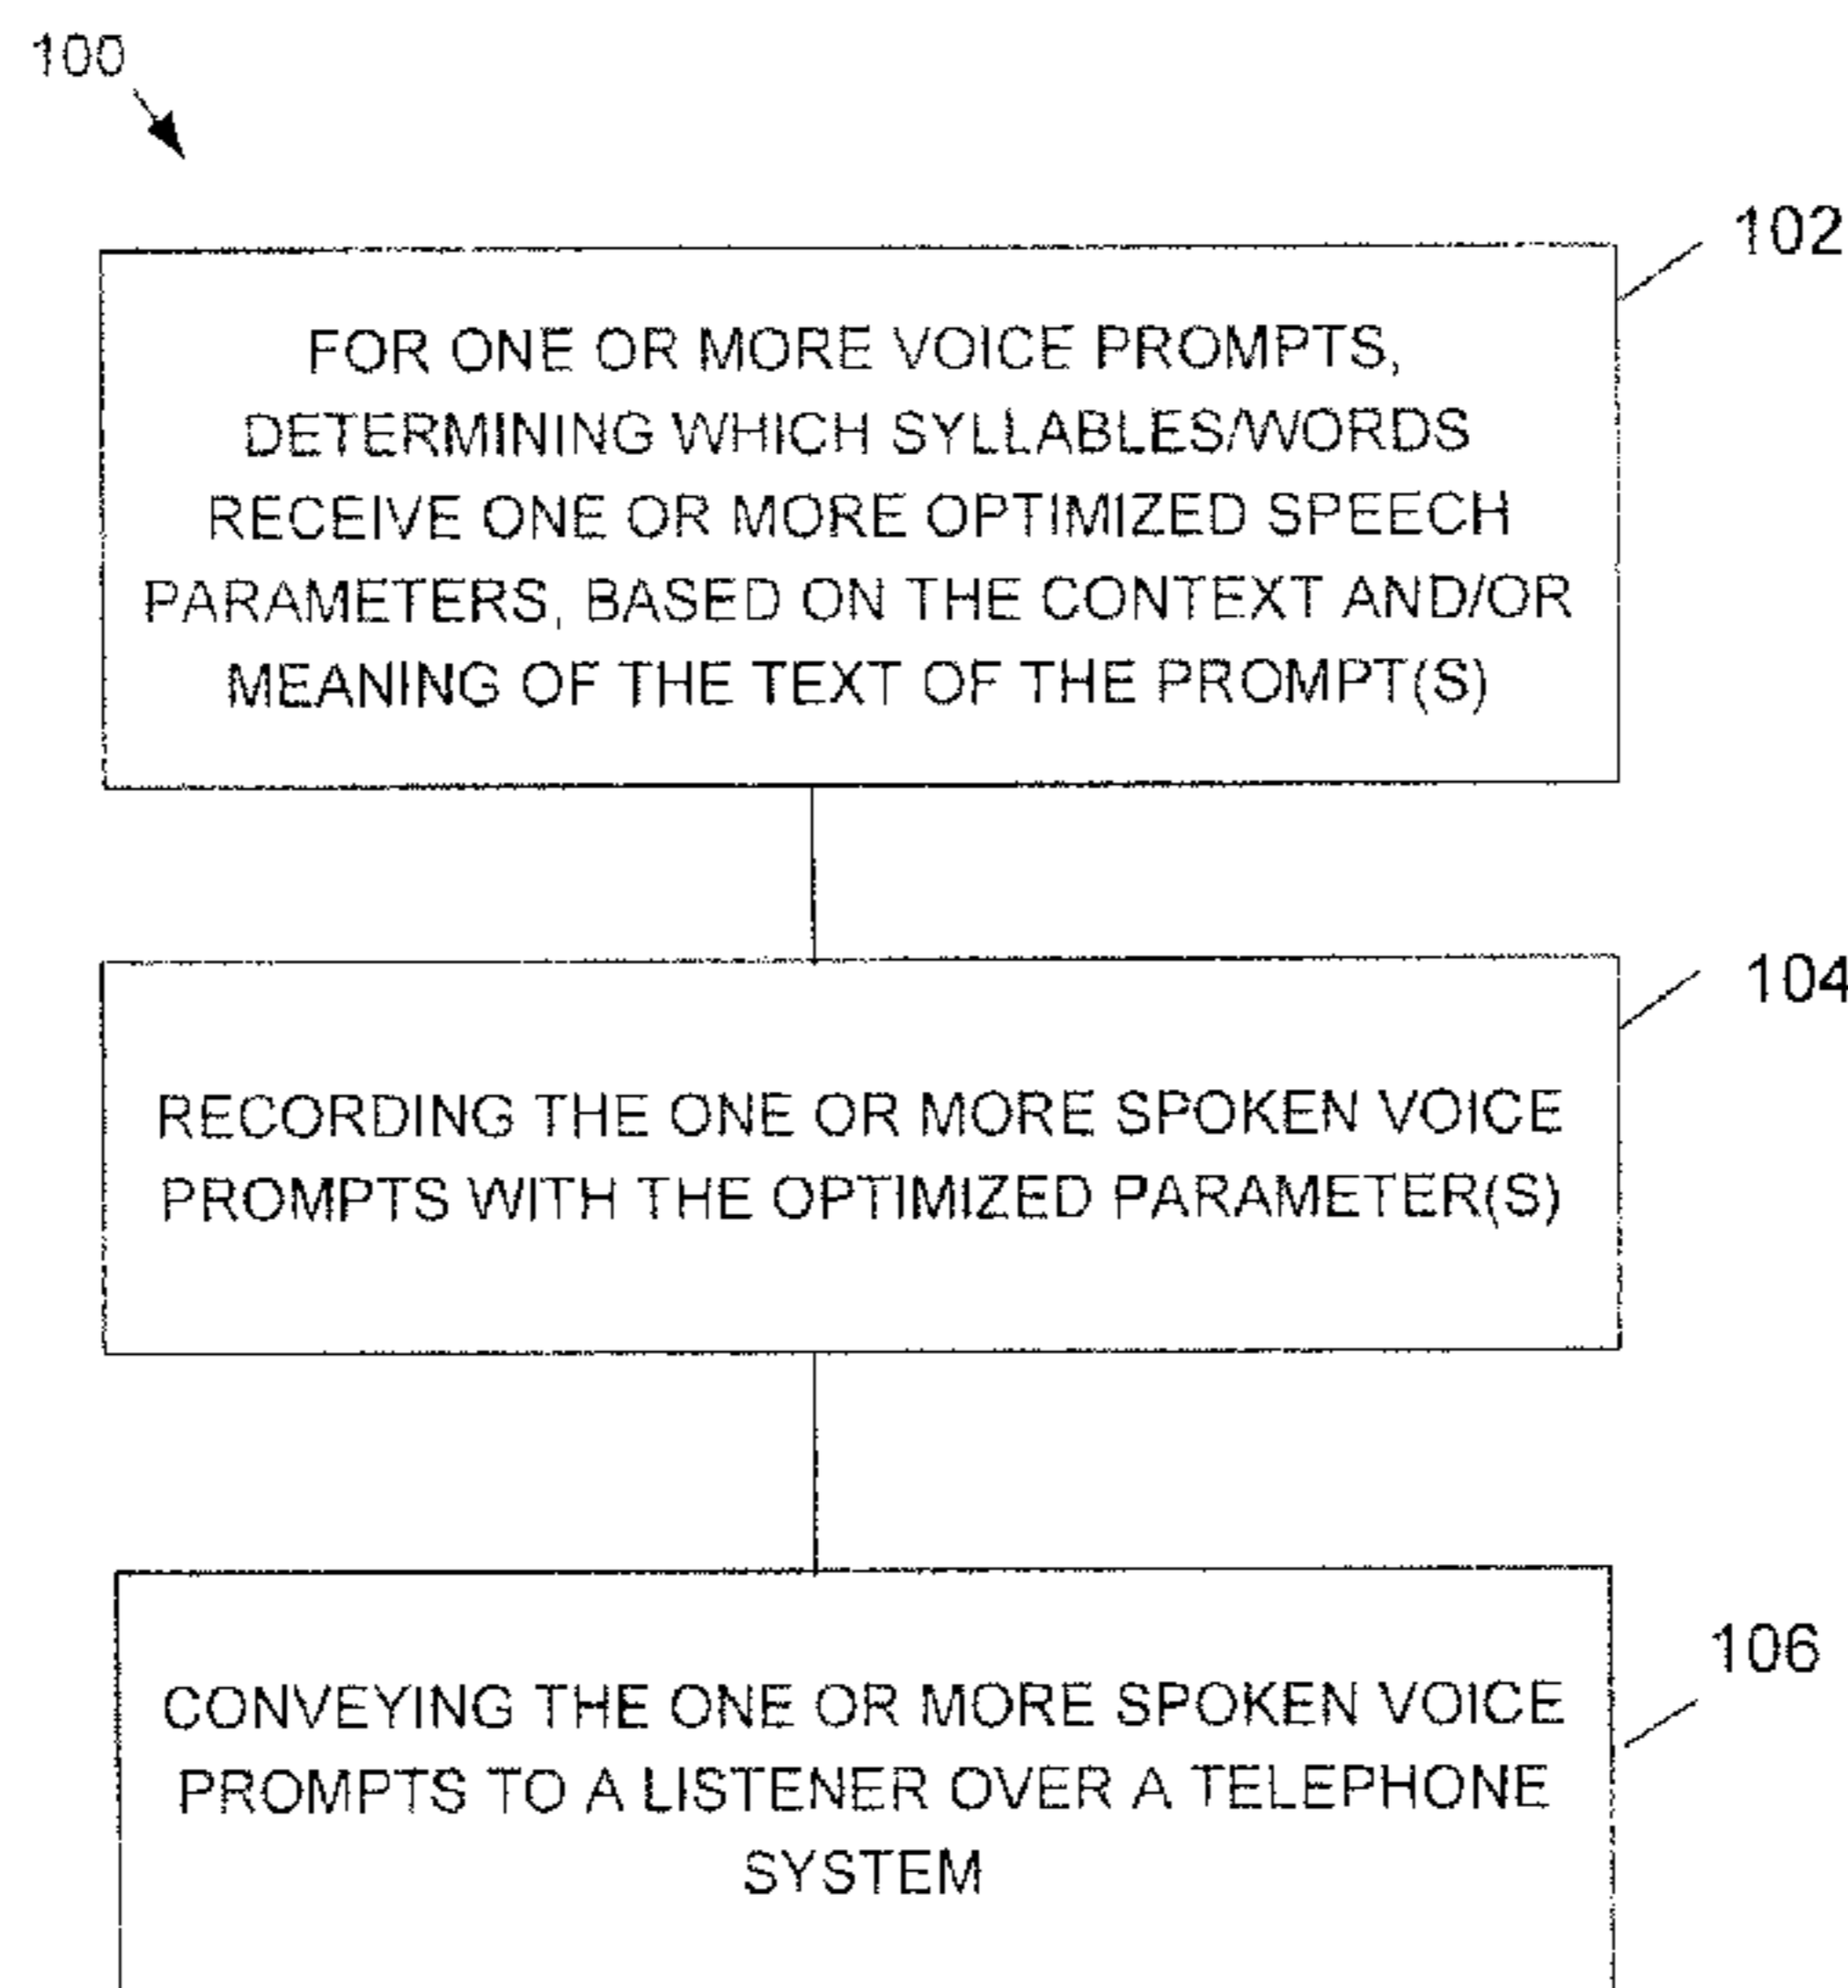 100
102
FOR ONE OR MORE VOICE PROMPTS,
DETERMINING WHICH SYLLABLES/WORDS
RECEIVE ONE OR MORE OPTIMIZED SPEECH
PARAMETERS, BASED ON THE CONTEXT AND/OR
MEANING OF THE TEXT OF THE PROMPT(S)
104
RECORDING THE ONE OR MORE SPOKEN VOICE
PROMPTS WITH THE OPTIMIZED PARAMETER(S)
106
CONVEYING THE ONE OR MORE SPOKEN VOICE
PROMPTS TO A LISTENER OVER A TELEPHONE
SYSTEM